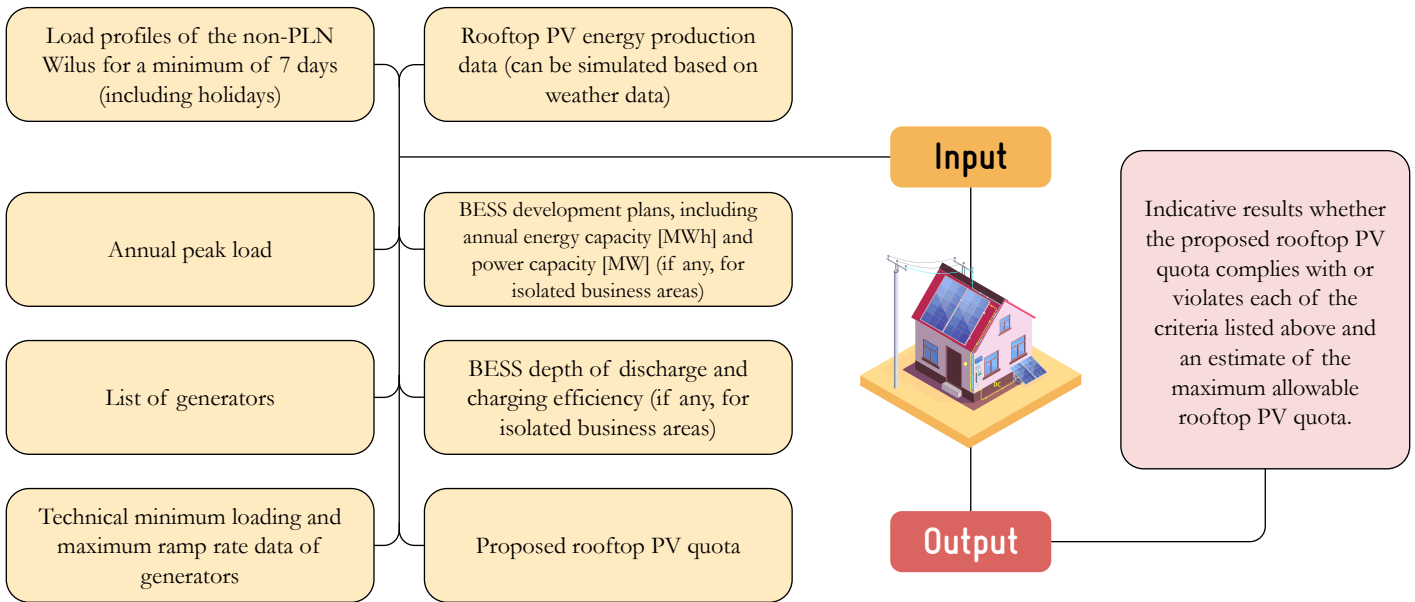 Load profiles of the non-PLN
Wilus for a minimum of 7 days
(including holidays)
Rooftop PV energy production
data (can be simulated based on
weather data)
Input
Annual peak load
BESS development plans, including
annual energy capacity [MWh] and
power capacity [MW] (if any, for
isolated business areas)
Indicative results whether
the proposed rooftop PV
quota complies with or
violates each of the
criteria listed above and
an estimate of the
maximum allowable
rooftop PV quota.
List of generators
BESS depth of discharge and
charging efficiency (if any, for
isolated business areas)
DC
Technical minimum loading and
maximum ramp rate data of
generators
Proposed rooftop PV quota
Output